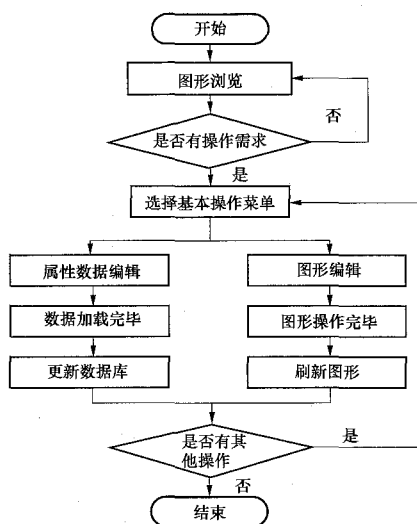 开始
图形浏览
否
是否有操作需求
是
选择基本操作菜单
属性数据编辑
图形编辑
数据加载完毕
图形操作完毕
更新数据库
刷新图形
是否有其
他操作
是
否
结束